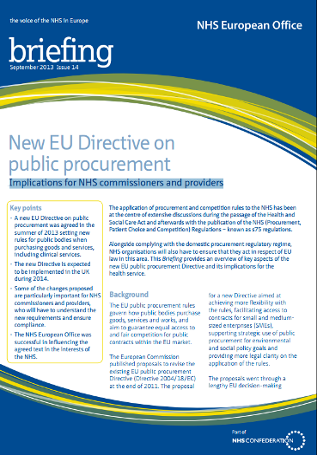 the voice of the NHS in Europe
NHS European Office
briefing
September 2013 Issue 14
New EU Directive on
public procurement
Implications for NHS commissioners and providers
Key points
• A new EU Directive on public
procurement was agreed in the
summer of 2013 setting new
rules for public bodies when
purchasing goods and services,
including clinical services.
• The new Directive is expected
to be implemented in the UK
during 2014.
• Some of the changes proposed
are particularly important for NHS
commissioners and providers,
who will have to understand the
new requirements and ensure
compliance.
• The NHS European Office was
successful in influencing the
agreed text in the interests of
the NHS.
The application of procurement and competition rules to the NHS has been
at the centre of extensive discussions during the passage of the Health and
Social Care Act and afterwards with the publication of the NHS (Procurement,
Patient Choice and Competition) Regulations – known as s75 regulations.
Alongside complying with the domestic procurement regulatory regime,
NHS organisations will also have to ensure that they act in respect of EU
law in this area. This Briefing provides an overview of key aspects of the
new EU public procurement Directive and its implications for the
health service.
Background
The EU public procurement rules
govern how public bodies purchase
goods, services and works, and
aim to guarantee equal access to
and fair competition for public
contracts within the EU market.
The European Commission
published proposals to revise the
existing EU public procurement
Directive (Directive 2004/18/EC)
at the end of 2011. The proposal
for a new Directive aimed at
achieving more flexibility with
the rules, facilitating access to
contracts for small and medium-
sized enterprises (SMEs),
supporting strategic use of public
procurement for environmental
and social policy goals and
providing more legal clarity on the
application of the rules.
The proposals went through a
lengthy EU decision-making
Part of
NHS CONFEDERATION